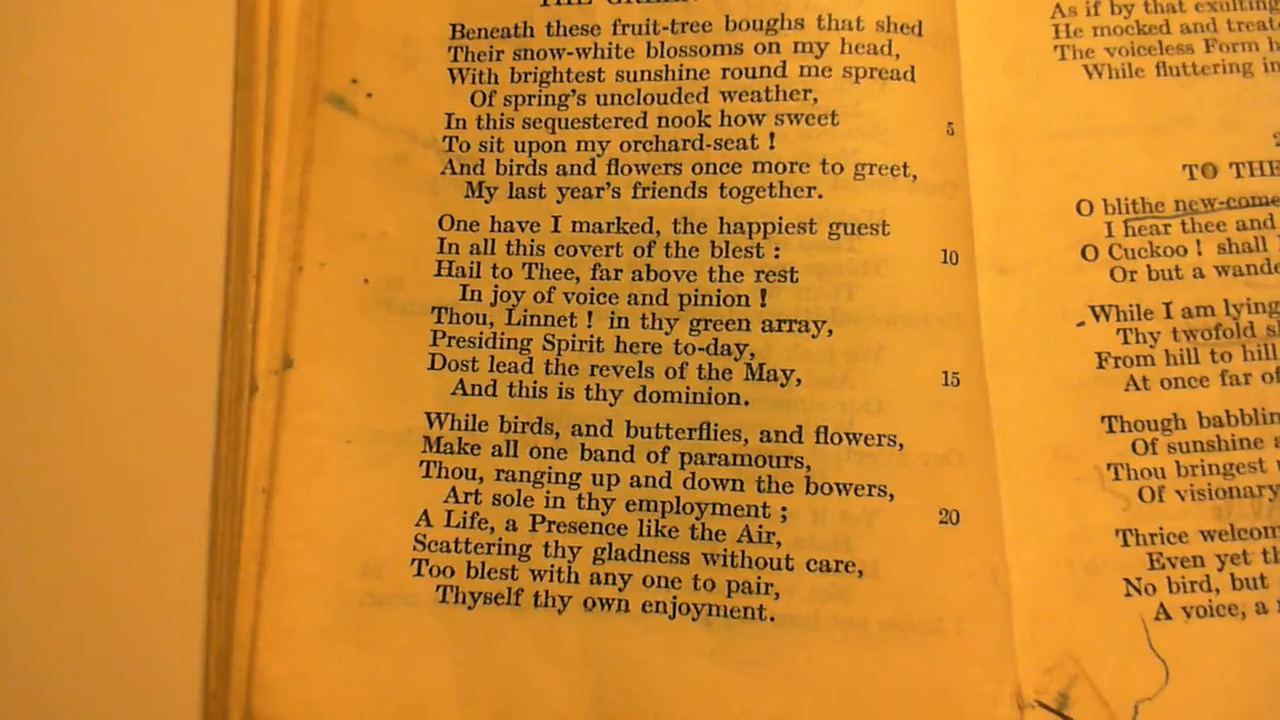 THE GREEN
Beneath these fruit-tree boughs that shed
Their snow-white blossoms on my head,
With brightest sunshine round me spread
Of spring's unclouded weather,
In this sequestered nook how sweet
5
To sit upon my orchard-seat !
And birds and flowers once more to greet,
My last year's friends together.
One have I marked, the happiest guest
In all this covert of the blest :
10
Hail to Thee, far above the rest
In joy of voice and pinion !
Thou, Linnet ! in thy green array,
Presiding Spirit here to-day,
Dost lead the revels of the May,
15
And this is thy dominion.
While birds, and butterflies, and flowers,
Make all one band of paramours,
Thou, ranging up and down the bowers,
Art sole in thy employment ;
20
A Life, a Presence like the Air,
Scattering thy gladness without care,
Too blest with any one to pair,
Thyself thy own enjoyment.
As if by that exulting
He mocked and treat
The voiceless Form
While fluttering in
TO THE
O blithe new-come
I hear thee and
O Cuckoo ! shall
Or but a wande
While I am lying
Thy twofold s
From hill to hill
At once far of
Though babblin
Of sunshine
Thou bringest
Of visionary
Thrice welcom
Even yet th
No bird, but
A voice, a